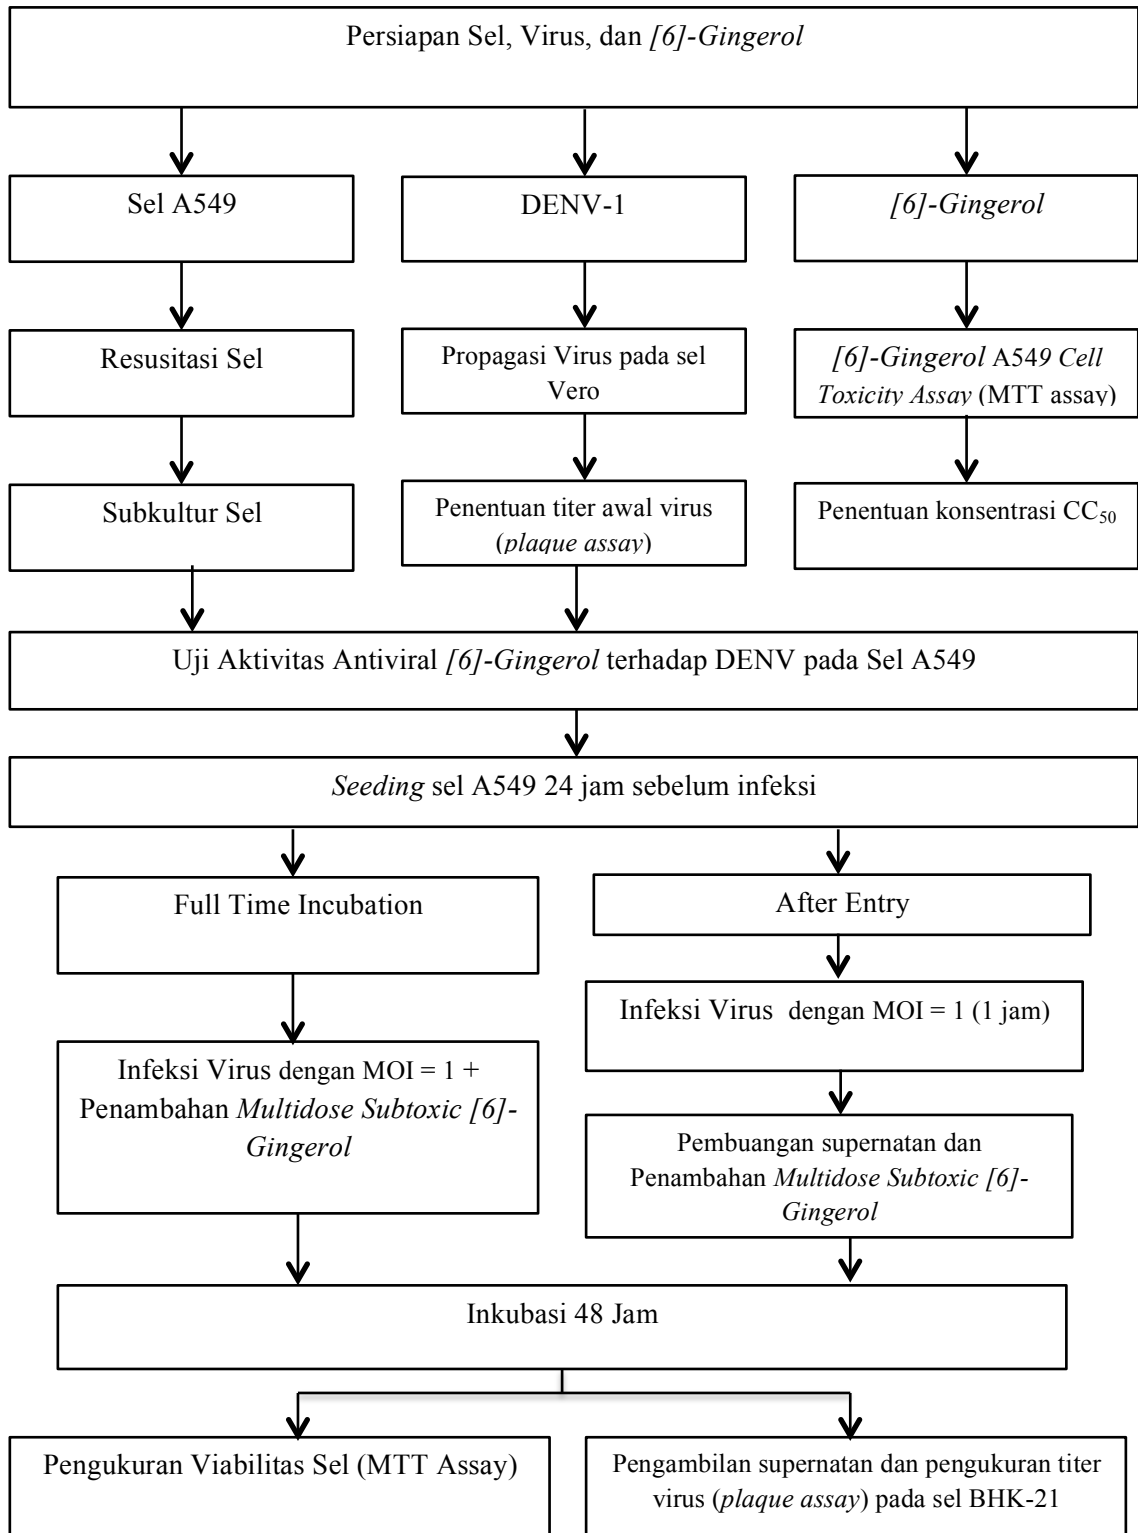 Persiapan Sel, Virus, dan [6]-Gingerol
Sel A549
DENV-1
[6]-Gingerol
Resusitasi Sel
Propagasi Virus pada sel
Vero
[6]-Gingerol A549 Cell
Toxicity Assay (MTT assay)
Subkultur Sel
Penentuan titer awal virus
(plaque assay)
Penentuan konsentrasi CC₅₀
Uji Aktivitas Antiviral [6]-Gingerol terhadap DENV pada Sel A549
Seeding sel A549 24 jam sebelum infeksi
Full Time Incubation
After Entry
Infeksi Virus dengan MOI = 1 +
Penambahan Multidose Subtoxic [6]-
Gingerol
Infeksi Virus dengan MOI = 1 (1 jam)
Pembuangan supernatan dan
Penambahan Multidose Subtoxic [6]-
Gingerol
Inkubasi 48 Jam
Pengukuran Viabilitas Sel (MTT Assay)
Pengambilan supernatan dan pengukuran titer
virus (plaque assay) pada sel BHK-21